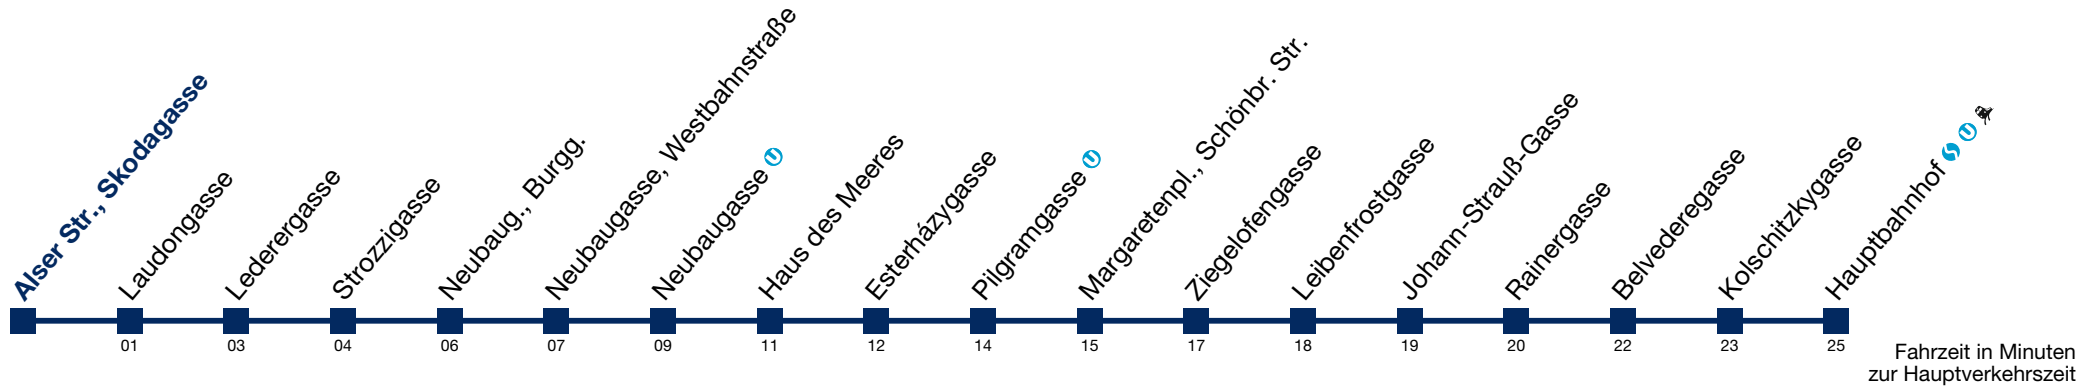 Alser Str., Skodagasse
Laudongasse
Lederergasse
Strozzigasse
Neubaug., Burgg.
Neubaugasse, Westbahnstraße
Neubaugasse U
Haus des Meeres
Esterházygasse
Pilgramgasse U
Margaretenpl., Schönbr. Str.
Ziegelofengasse
Leibenfrostgasse
Johann-Strauß-Gasse
Rainergasse
Belvederegasse
Kolschitzkygasse
Hauptbahnhof S U
01 03 04 06 07 09 11 12 14 15 17 18 19 20 22 23 25
Fahrzeit in Minuten
zur Hauptverkehrszeit